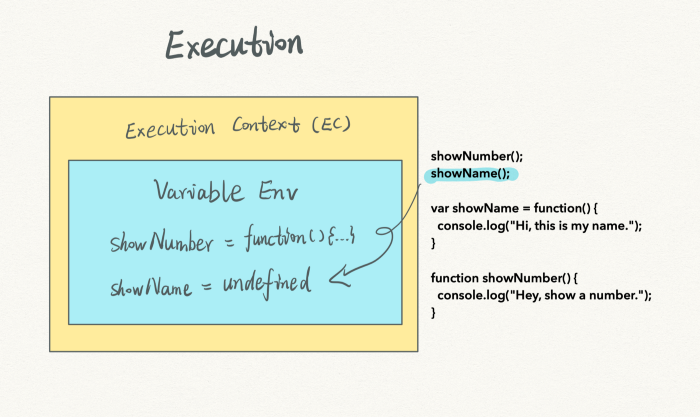 Execution
Execution Context (EC)
Variable Env
showNumber = function(){...}
showName = undefined
showNumber();
showName();
var showName = function() {
console.log("Hi, this is my name.");
}
function showNumber() {
console.log("Hey, show a number.");
}